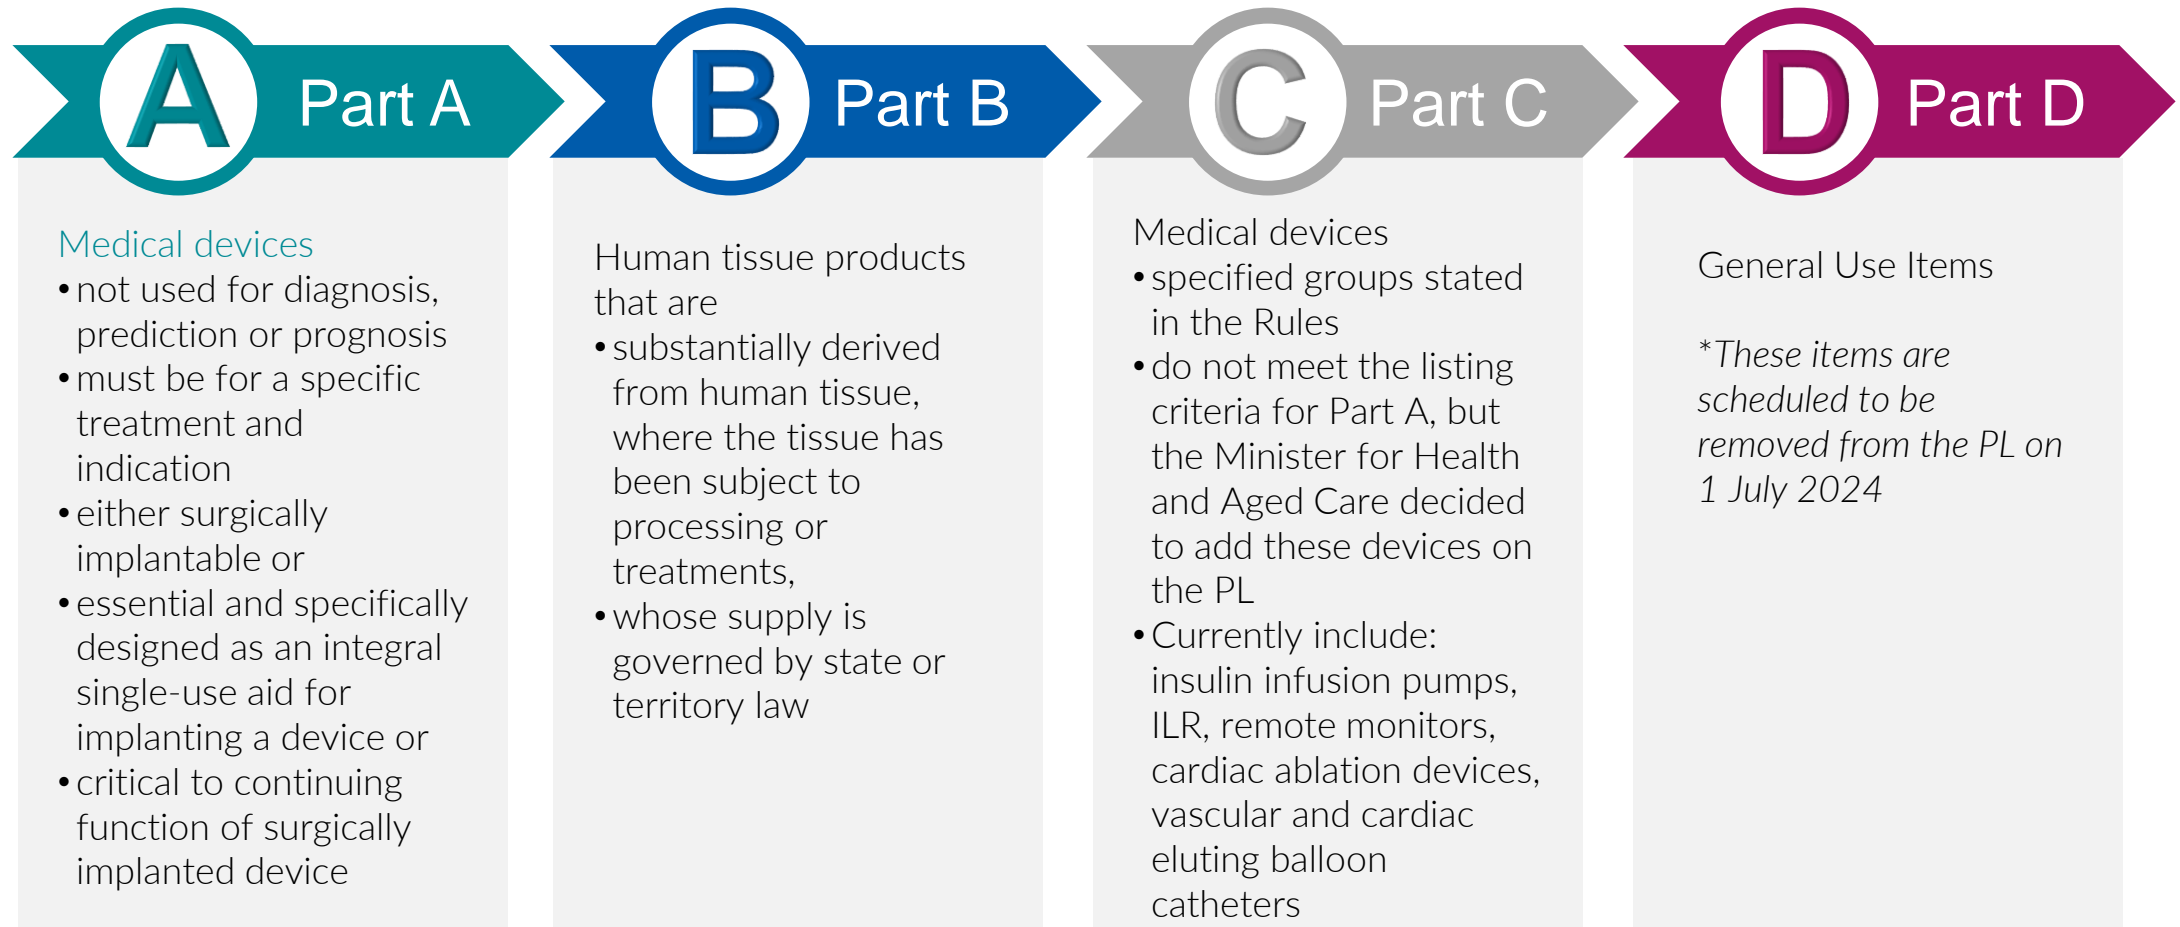 A Part A
Medical devices
• not used for diagnosis,
prediction or prognosis
• must be for a specific
treatment and
indication
• either surgically
implantable or
• essential and specifically
designed as an integral
single-use aid for
implanting a device or
• critical to continuing
function of surgically
implanted device
B Part B
Human tissue products
that are
• substantially derived
from human tissue,
where the tissue has
been subject to
processing or
treatments,
• whose supply is
governed by state or
territory law
C Part C
Medical devices
• specified groups stated
in the Rules
• do not meet the listing
criteria for Part A, but
the Minister for Health
and Aged Care decided
to add these devices on
the PL
• Currently include:
insulin infusion pumps,
ILR, remote monitors,
cardiac ablation devices,
vascular and cardiac
eluting balloon
catheters
D Part D
General Use Items
*These items are
scheduled to be
removed from the PL on
1 July 2024